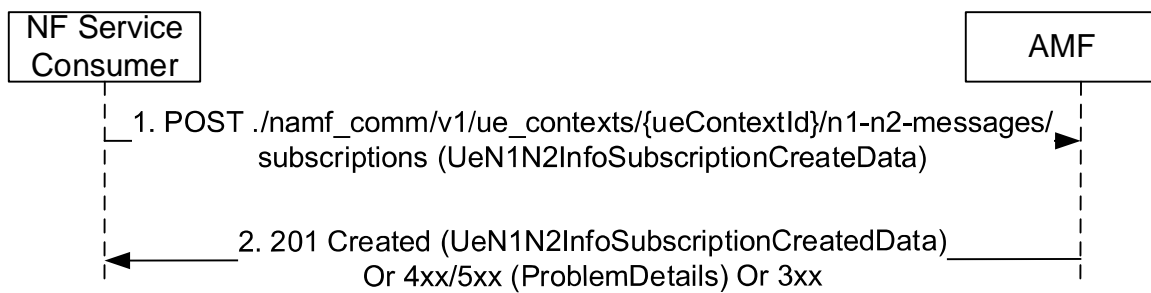 NF Service
Consumer
AMF
1. POST ./namf_comm/v1/ue_contexts/{ueContextId}/n1-n2-messages/
subscriptions (UeN1N2InfoSubscriptionCreateData)
2. 201 Created (UeN1N2InfoSubscriptionCreatedData)
Or 4xx/5xx (ProblemDetails) Or 3xx